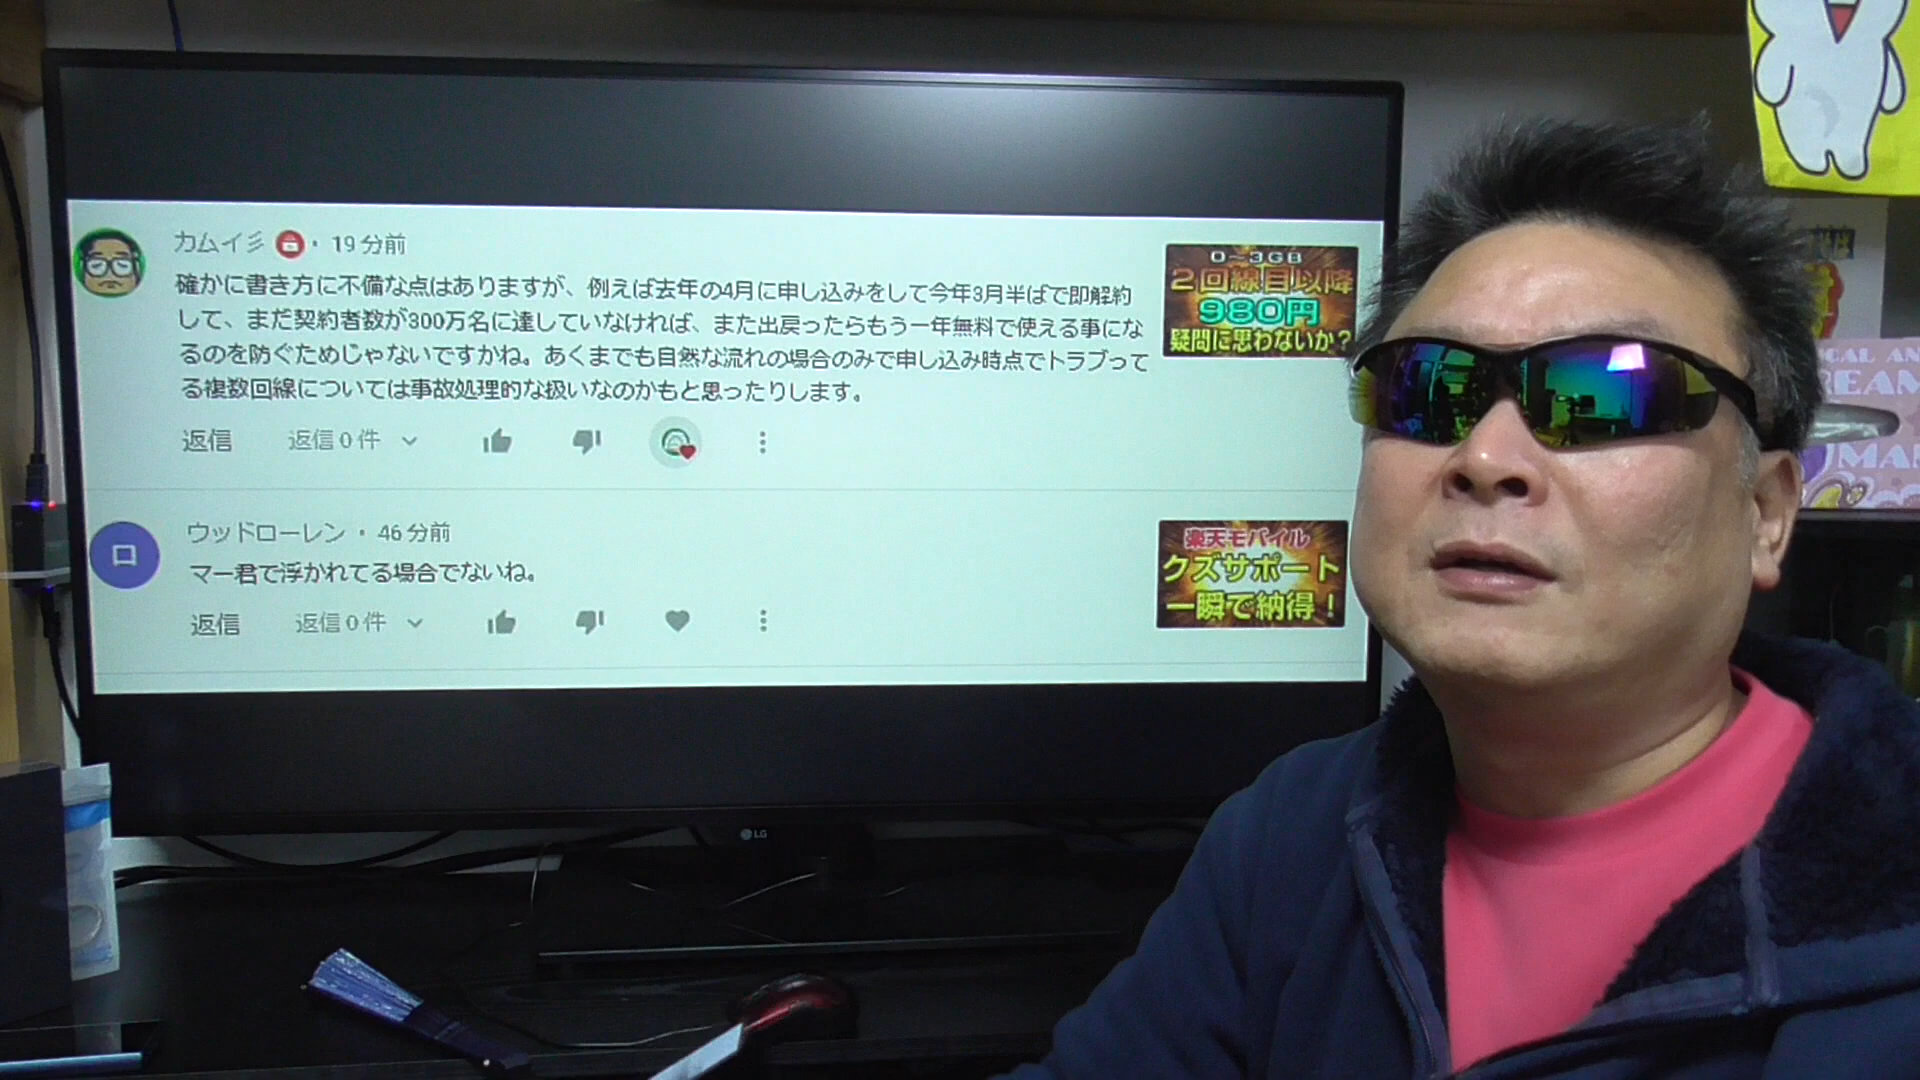 カムイ彡・19 分前
確かに書き方に不備な点はありますが、例えば去年の4月に申し込みをして今年3月半ばで即解約
して、まだ契約者数が300万名に達していなければ、また出戻ったらもう一年無料で使える事にな
るのを防ぐためじゃないですかね。あくまでも自然な流れの場合のみで申し込み時点でトラブって
る複数回線については事故処理的な扱いなのかもと思ったりします。
返信 返信 0 件
0～3GB
2回線目以降
980円
疑問に思わないか?
ロ
ウッドローレン・46 分前
マー君で浮かれてる場合でないね。
返信 返信 0 件
楽天モバイル
クズサポート
一瞬で納得！
LG